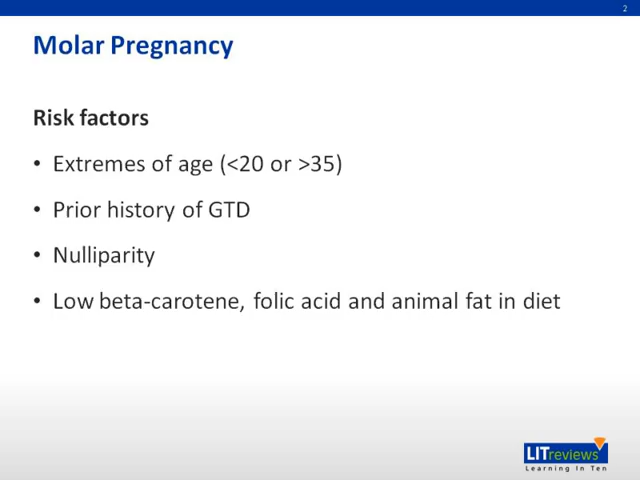 2
Molar Pregnancy
Risk factors
• Extremes of age (<20 or >35)
• Prior history of GTD
• Nulliparity
• Low beta-carotene, folic acid and animal fat in diet
LITreviews
Learning In Ten